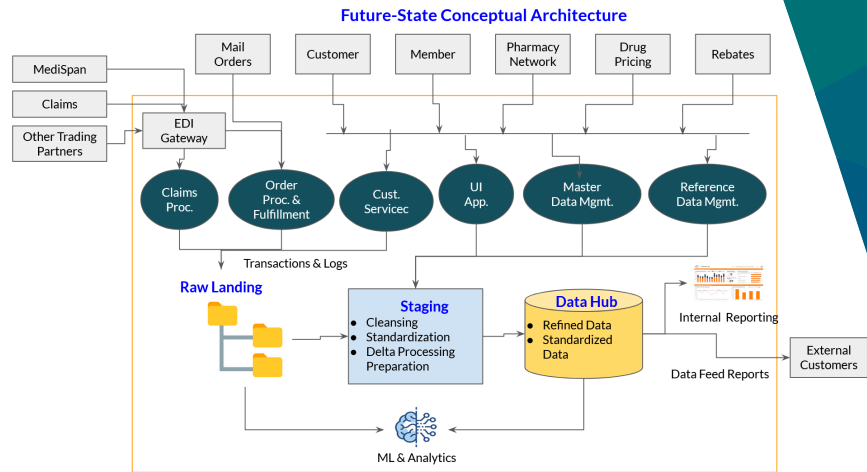 Future-State Conceptual Architecture
Mail
Orders
Customer
Member
Pharmacy
Network
Drug
Pricing
Rebates
MediSpan
Claims
Other Trading
Partners
EDI
Gateway
Claims
Proc.
Order
Proc. &
Fulfillment
Cust.
Servicec
UI
App.
Master
Data Mgmt.
Reference
Data Mgmt.
Transactions & Logs
Raw Landing
Staging
● Cleansing
● Standardization
● Delta Processing
Preparation
Data Hub
● Refined Data
● Standardized
Data
Internal Reporting
External
Customers
Data Feed Reports
ML & Analytics